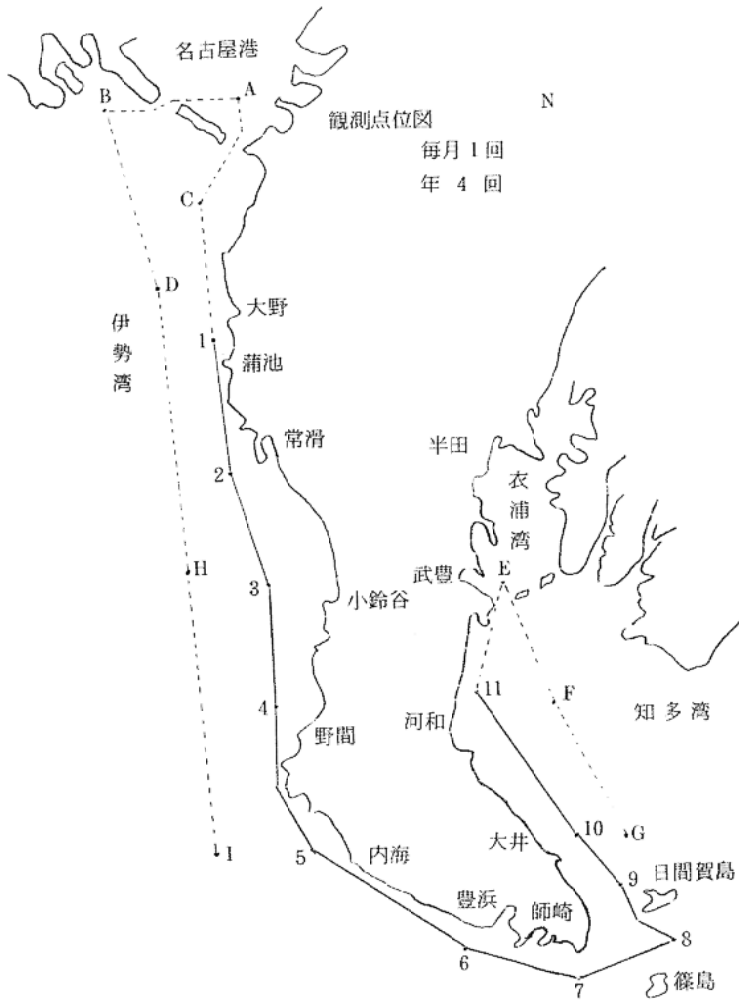 名古屋港
B
A
N
観測点位図
毎月1回
年 4 回
C
D
大野
伊勢湾
1
蒲池
常滑
半田
2
衣浦湾
H
武豊
E
3
小鈴谷
11
F
4
知多湾
河和
野間
10
G
大井
I
5
内海
9
日間賀島
豊浜
師崎
8
6
7
篠島